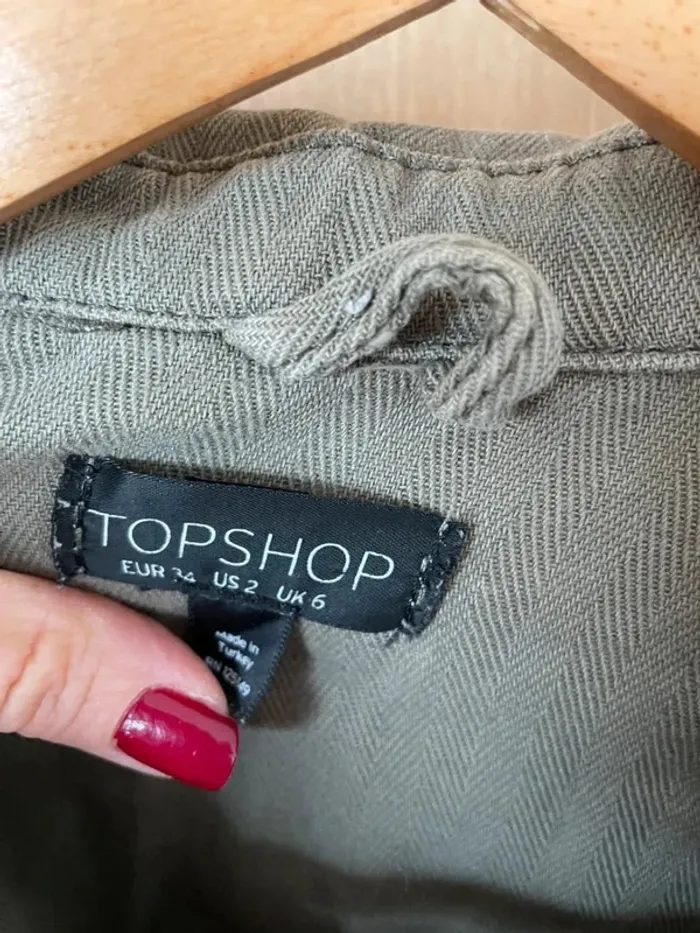 TOPSHOP
EUR 34 US 2 UK 6
Made in
Turkey